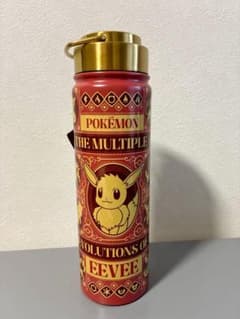 POKÉMON
THE MULTIPLE
EVOLUTIONS OF
EEVEE